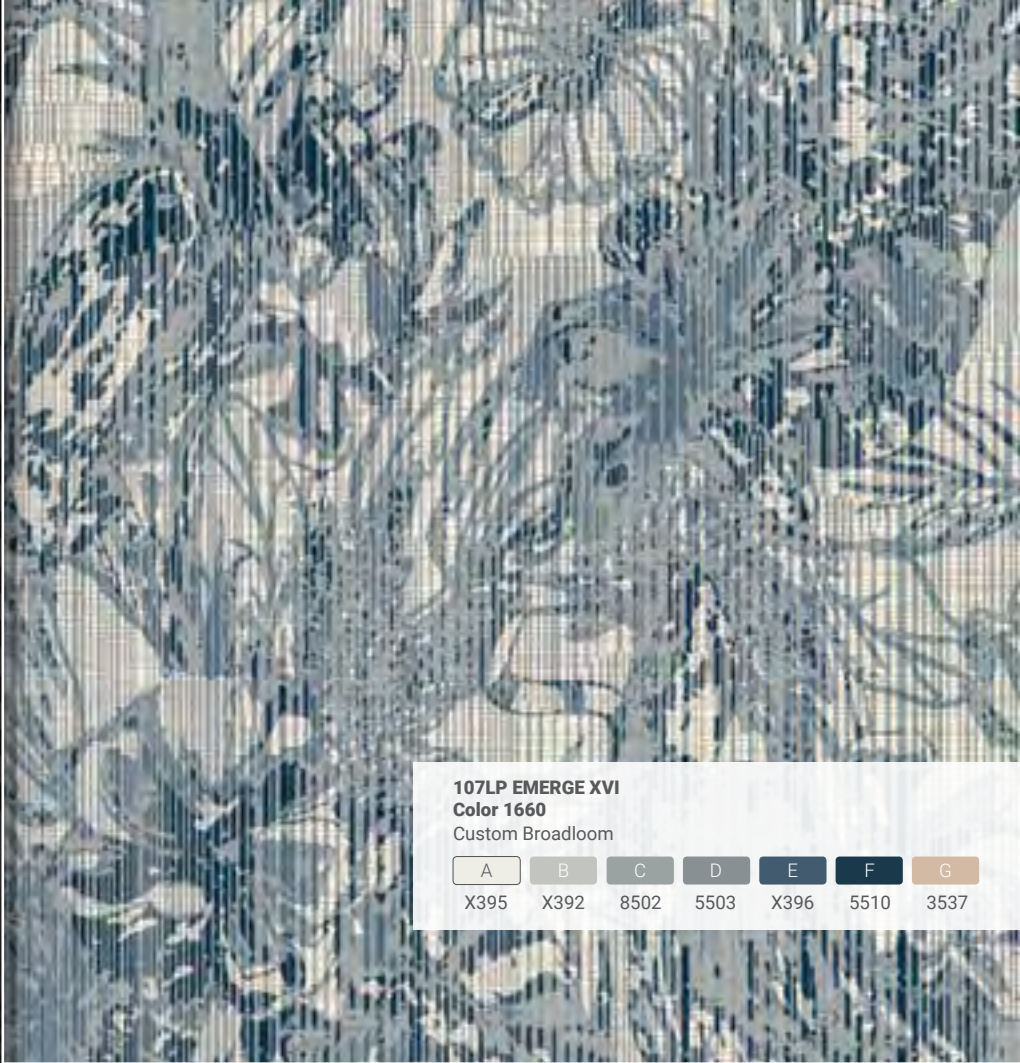 107LP EMERGE XVI
Color 1660
Custom Broadloom
A B C D E F G
X395 X392 8502 5503 X396 5510 3537